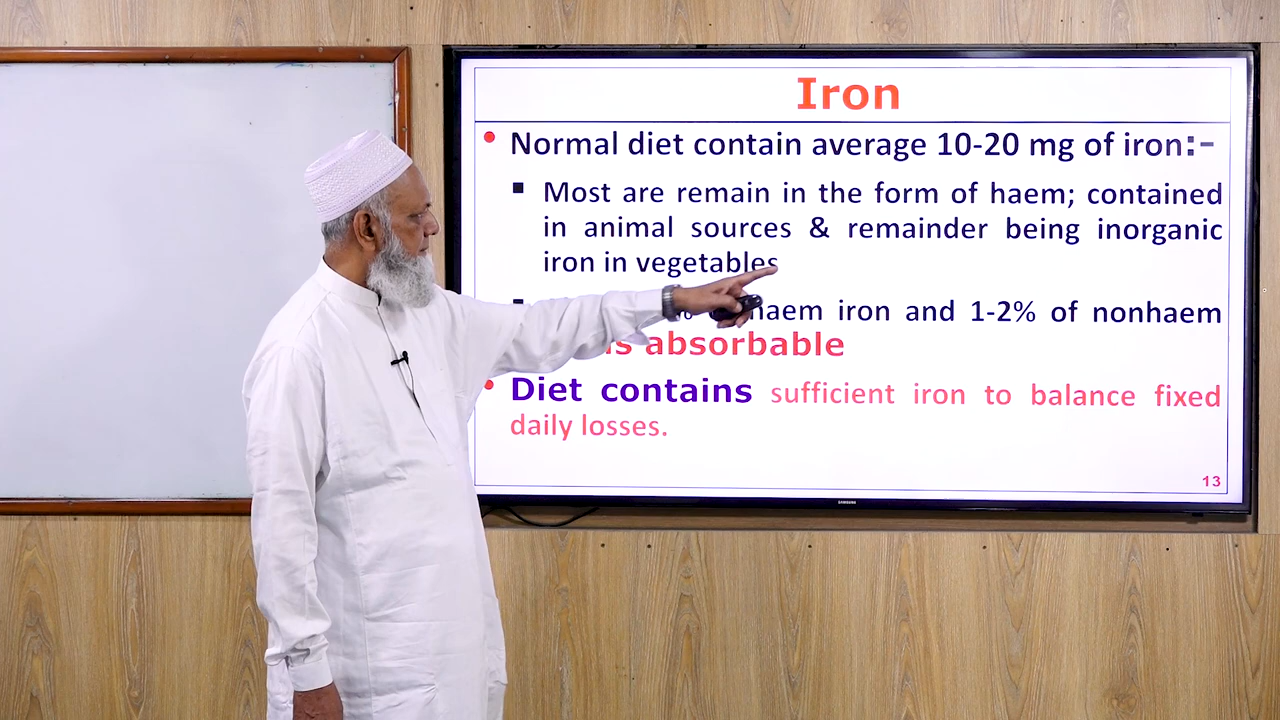 Iron
• Normal diet contain average 10-20 mg of iron:-
▪ Most are remain in the form of haem; contained
in animal sources & remainder being inorganic
iron in vegetables
haem iron and 1-2% of nonhaem
is absorbable
• Diet contains sufficient iron to balance fixed
daily losses.
13
SAMSUNG